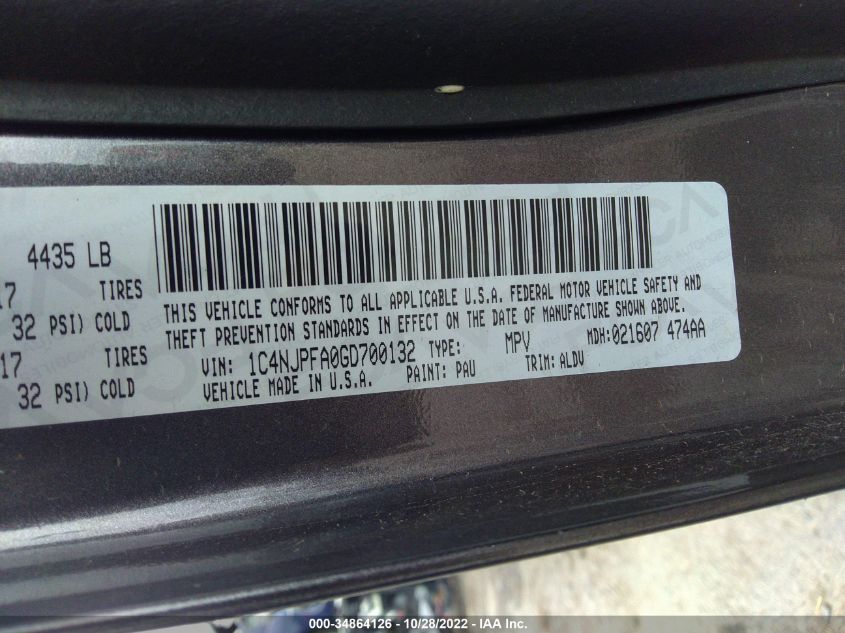 4435 LB
17 TIRES
32 PSI) COLD
17 TIRES
32 PSI) COLD
THIS VEHICLE CONFORMS TO ALL APPLICABLE U.S.A. FEDERAL MOTOR VEHICLE SAFETY AND
THEFT PREVENTION STANDARDS IN EFFECT ON THE DATE OF MANUFACTURE SHOWN ABOVE.
VIN: 1C4NJPFA0GD700132 TYPE: MPV MDH:021607 474AA
VEHICLE MADE IN U.S.A. PAINT: PAU TRIM: ALDV
000-34864126 - 10/28/2022 - IAA Inc.